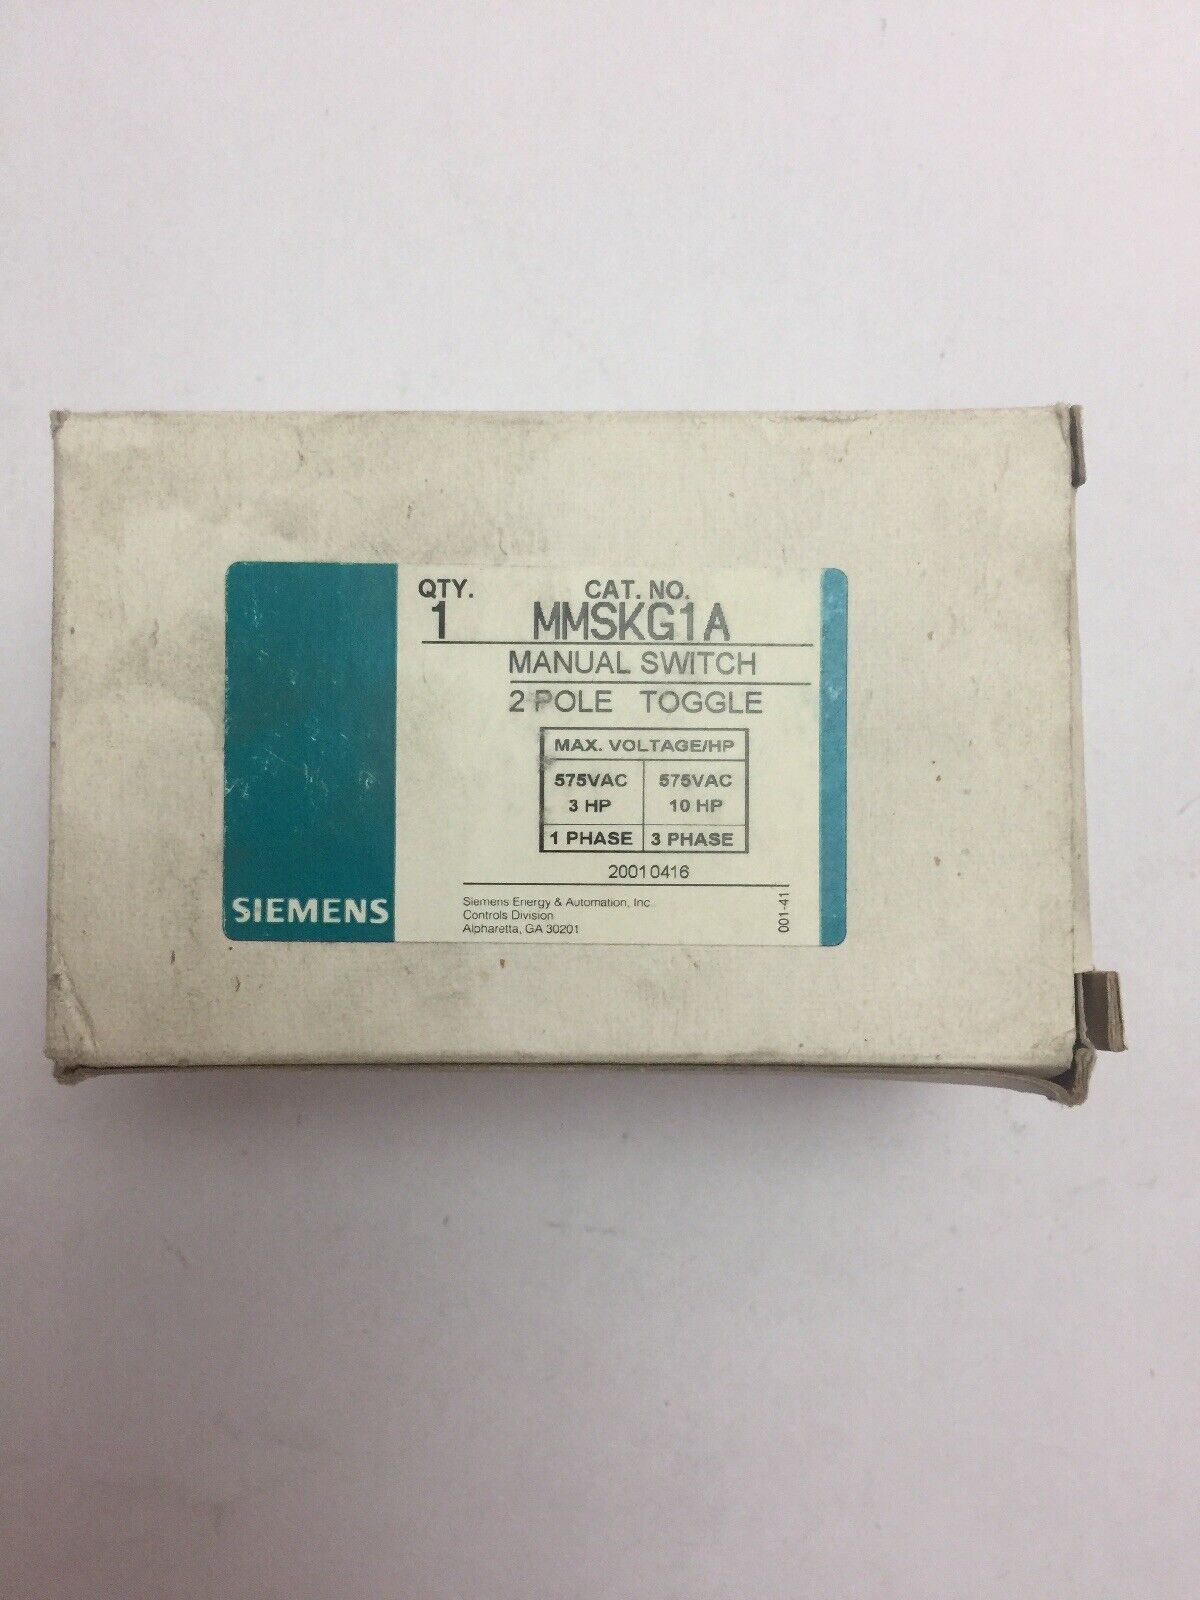 QTY. CAT. NO.
1 MMSKG1A
MANUAL SWITCH
2 POLE TOGGLE
MAX. VOLTAGE/HP
575VAC 575VAC
3 HP 10 HP
1 PHASE 3 PHASE
20010416
SIEMENS
Siemens Energy & Automation, Inc.
Controls Division
Alpharetta, GA 30201
001-41